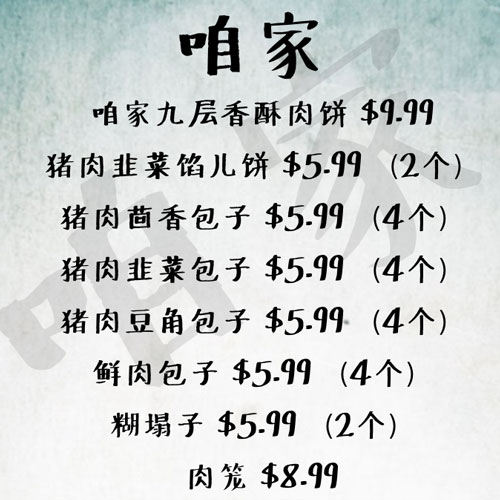 咱家
咱家九层香酥肉饼 $9.99
猪肉韭菜馅儿饼 $5.99 （2个）
猪肉茴香包子 $5.99 （4个）
猪肉韭菜包子 $5.99 （4个）
猪肉豆角包子 $5.99 （4个）
鲜肉包子 $5.99 （4个）
糊塌子 $5.99 （2个）
肉笼 $8.99